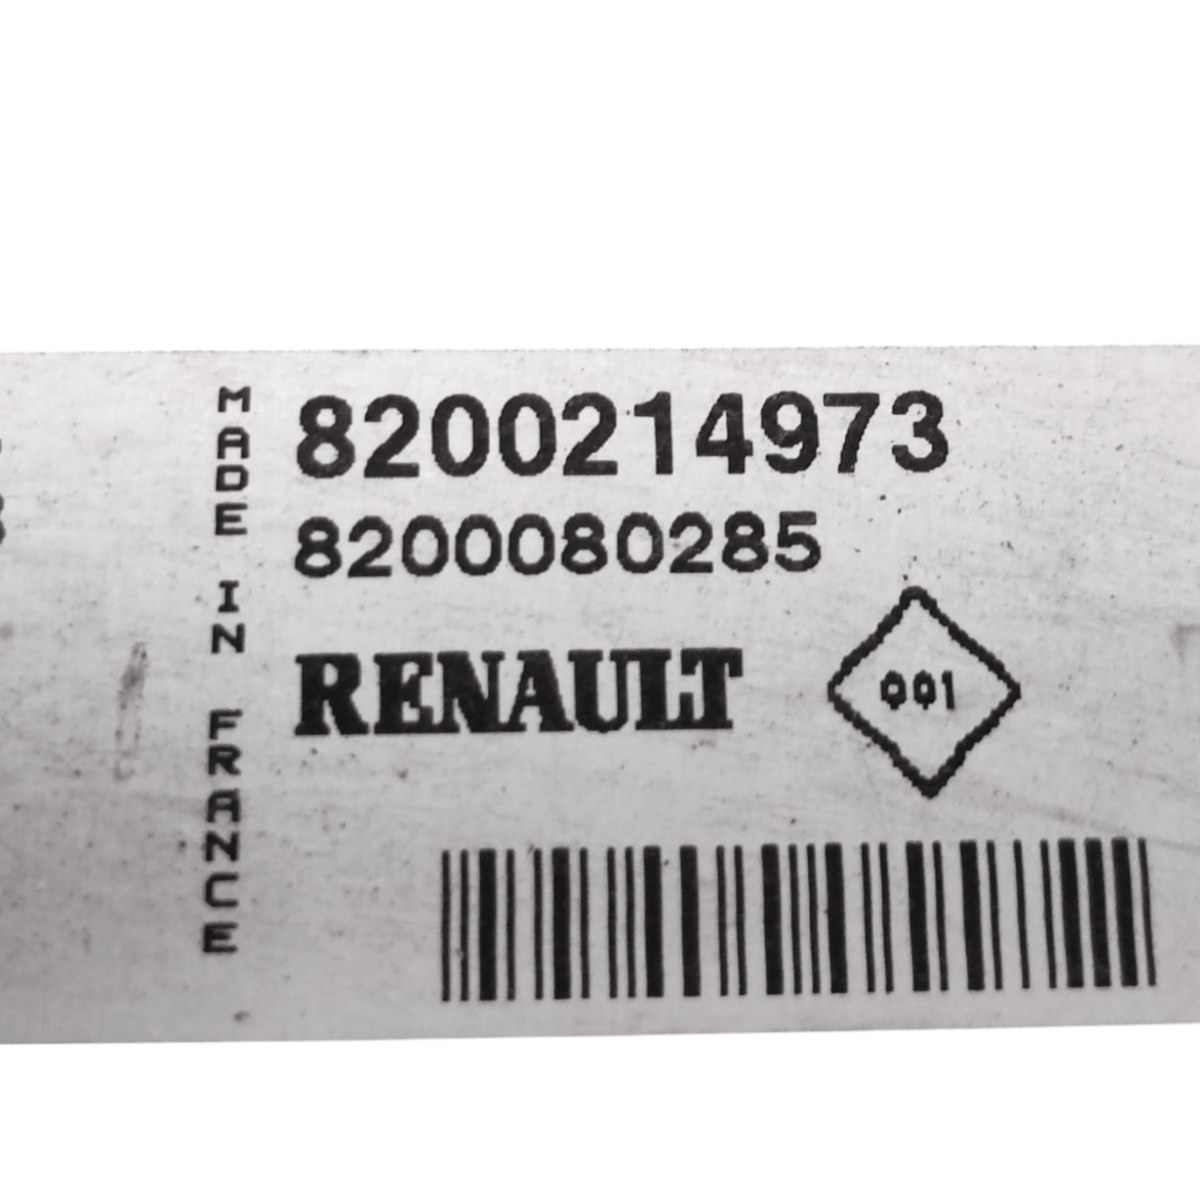 MADE IN FRANCE
8200214973
8200080285
RENAULT
001